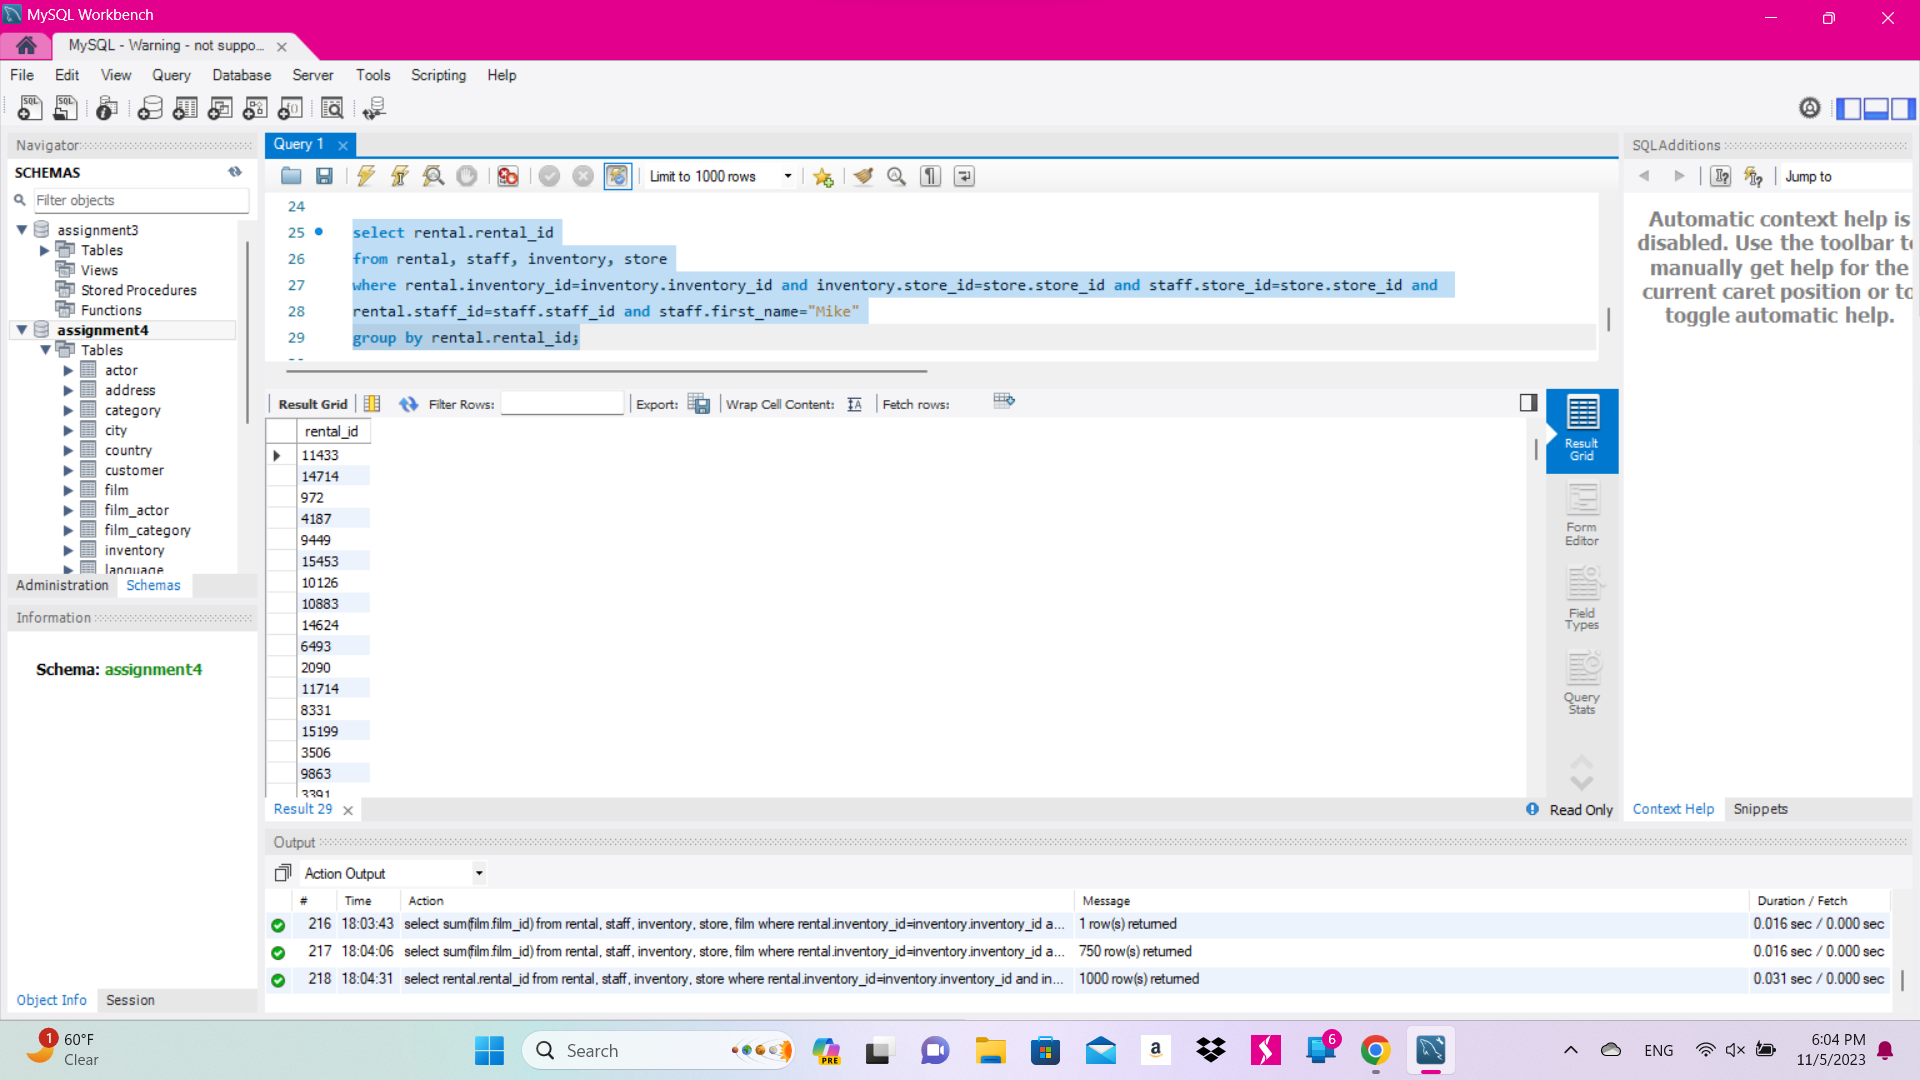 MySQL Workbench
MySQL - Warning - not suppo...
File Edit View Query Database Server Tools Scripting Help
Navigator
SCHEMAS
Filter objects
assignment3
Tables
Views
Stored Procedures
Functions
assignment4
Tables
actor
address
category
city
country
customer
film
film_actor
film_category
inventory
language
Administration Schemas
Information
Schema: assignment4
Object Info Session
Query 1
Limit to 1000 rows
24
25 select rental.rental_id
26 from rental, staff, inventory, store
27 where rental.inventory_id=inventory.inventory_id and inventory.store_id=store.store_id and staff.store_id=store.store_id and
28 rental.staff_id=staff.staff_id and staff.first_name="Mike"
29 group by rental.rental_id;
Result Grid Filter Rows: Export: Wrap Cell Content: Fetch rows:
rental_id
11433
14714
972
4187
9449
15453
10126
10883
14624
6493
2090
11714
8331
15199
3506
9863
3391
Result Grid
Form Editor
Field Types
Query Stats
Result 29
Read Only
SQLAdditions
Jump to
Automatic context help is
disabled. Use the toolbar to
manually get help for the
current caret position or to
toggle automatic help.
Context Help Snippets
Output
Action Output
# Time Action Message Duration / Fetch
216 18:03:43 select sum(film.film_id) from rental, staff, inventory, store, film where rental.inventory_id=inventory.inventory_id a... 1 row(s) returned 0.016 sec / 0.000 sec
217 18:04:06 select sum(film.film_id) from rental, staff, inventory, store, film where rental.inventory_id=inventory.inventory_id a... 750 row(s) returned 0.016 sec / 0.000 sec
218 18:04:31 select rental.rental_id from rental, staff, inventory, store where rental.inventory_id=inventory.inventory_id and in... 1000 row(s) returned 0.031 sec / 0.000 sec
1
60°F
Clear
Search
PRE
a
6
ENG
6:04 PM
11/5/2023